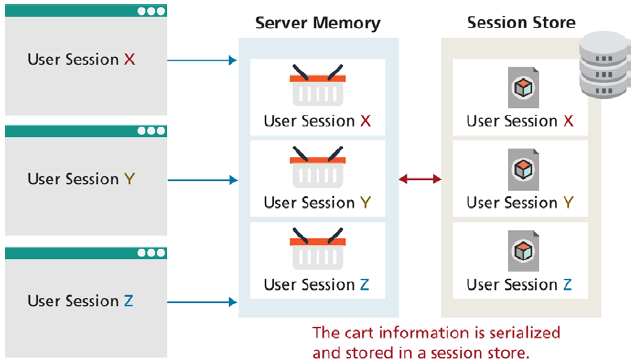 Server Memory
Session Store
User Session X
User Session X
User Session X
User Session Y
User Session Y
User Session Y
User Session Z
User Session Z
User Session Z
The cart information is serialized
and stored in a session store.